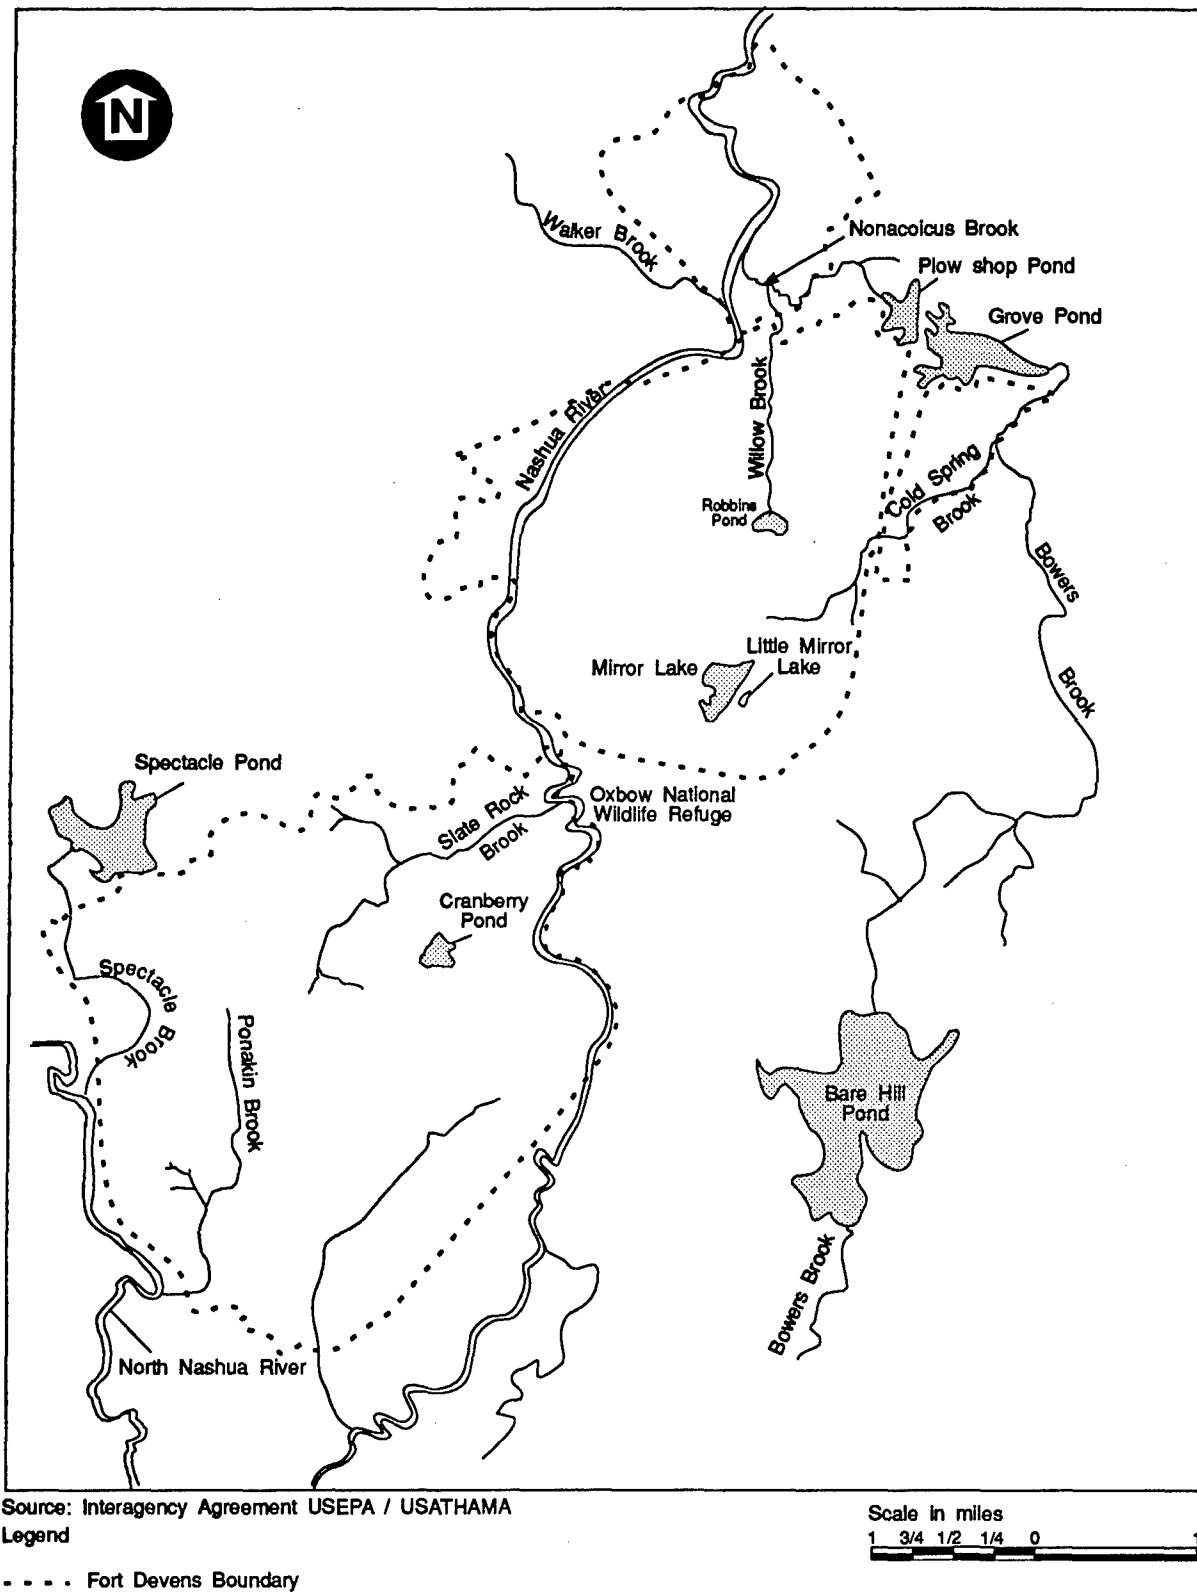 N
Walker Brook
Nonacoicus Brook
Plow shop Pond
Grove Pond
Nashua River
Willow Brook
Cold Spring
Brook
Robbins
Pond
Bowers
Brook
Little Mirror
Lake
Mirror Lake
Spectacle Pond
Oxbow National
Wildlife Refuge
Slate Rock
Brook
Cranberry
Pond
Spectacle Brook
Ponakin Brook
Bare Hill
Pond
Bowers Brook
North Nashua River
Source: Interagency Agreement USEPA / USATHAMA
Legend
Fort Devens Boundary
Scale in miles
1 3/4 1/2 1/4 0 1